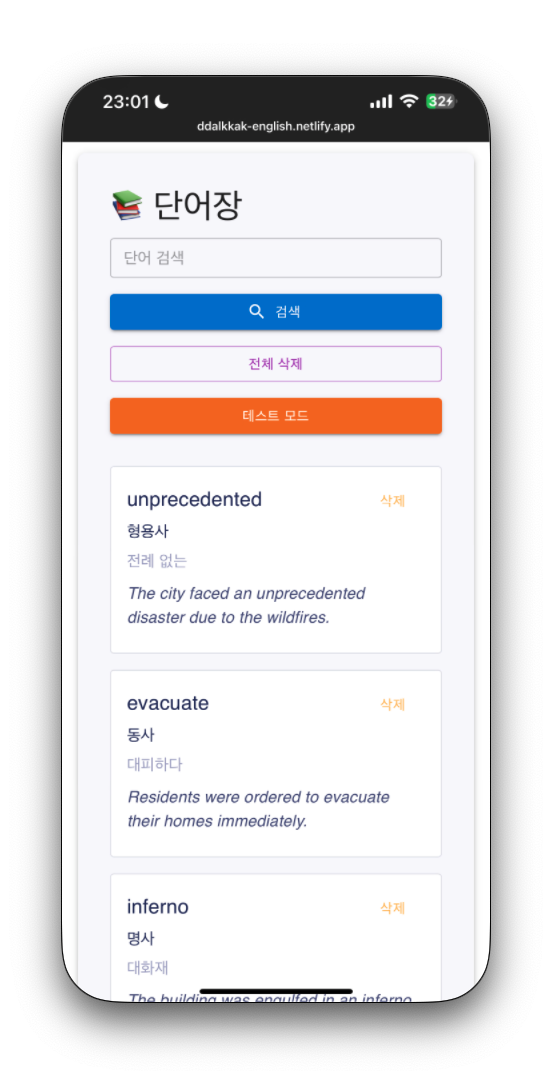 23:01
32
ddalkkak-english.netlify.app
📚 단어장
단어 검색
검색
전체 삭제
테스트 모드
unprecedented
삭제
형용사
전례 없는
The city faced an unprecedented
disaster due to the wildfires.
evacuate
삭제
동사
대피하다
Residents were ordered to evacuate
their homes immediately.
inferno
삭제
명사
대화재
The building was engulfed in an inferno